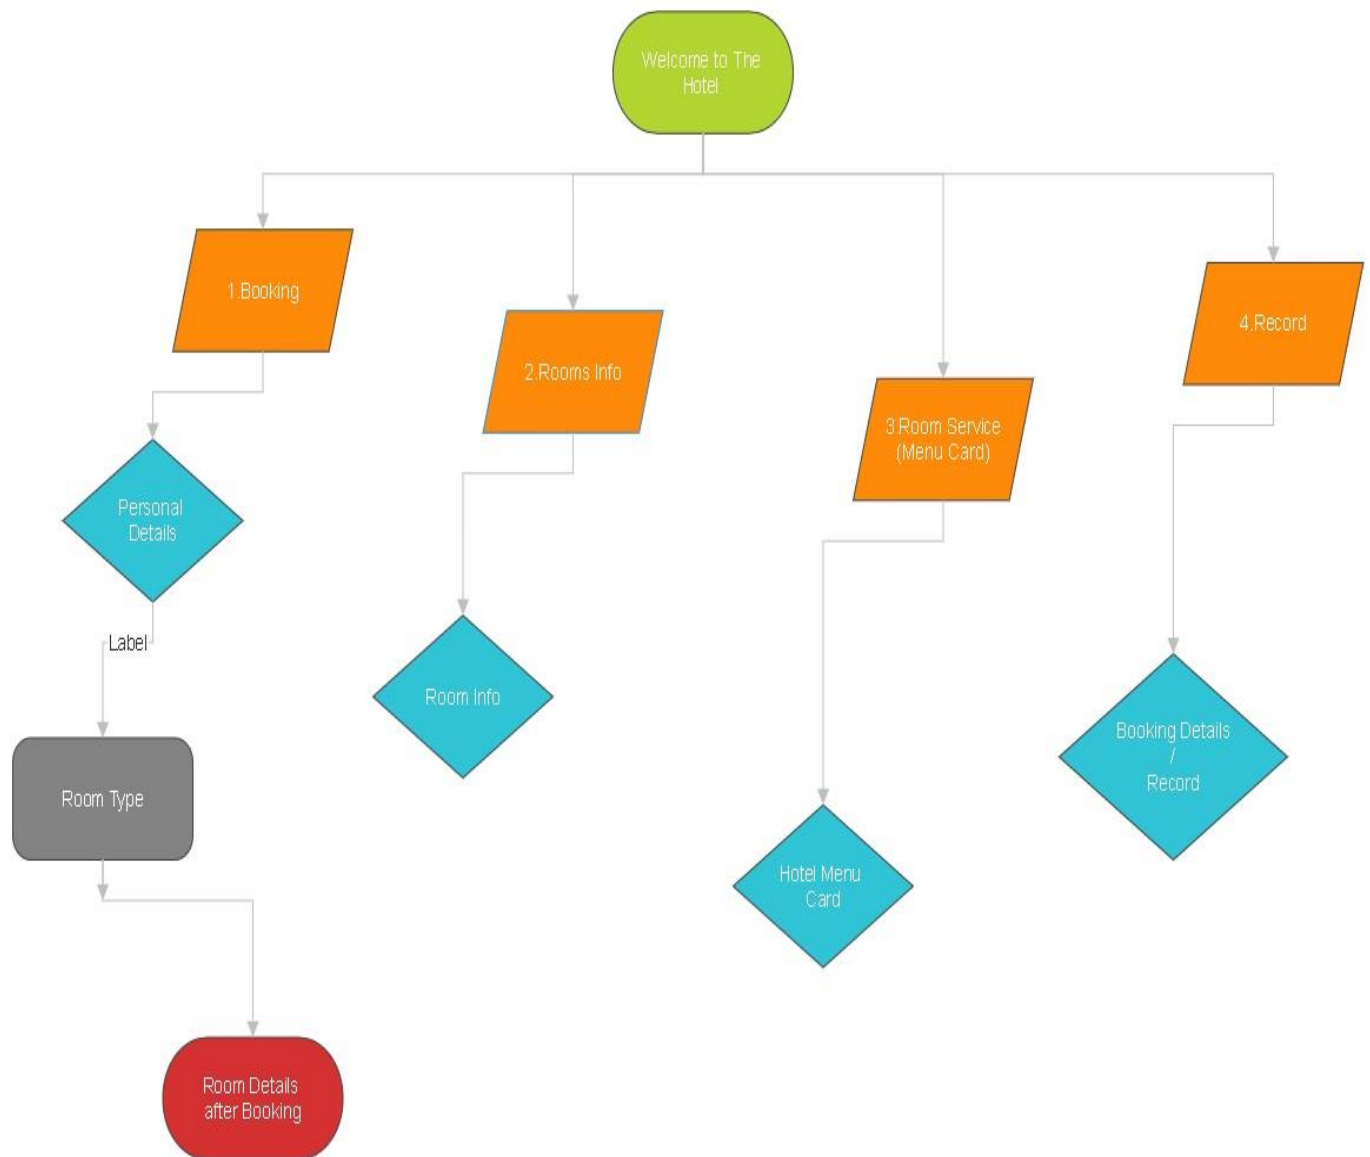 Welcome to The
Hotel
1.Booking
2.Rooms Info
3.Room Service
(Menu Card)
4.Record
Personal
Details
Label
Room Info
Room Type
Booking Details
/
Record
Hotel Menu
Card
Room Details
after Booking